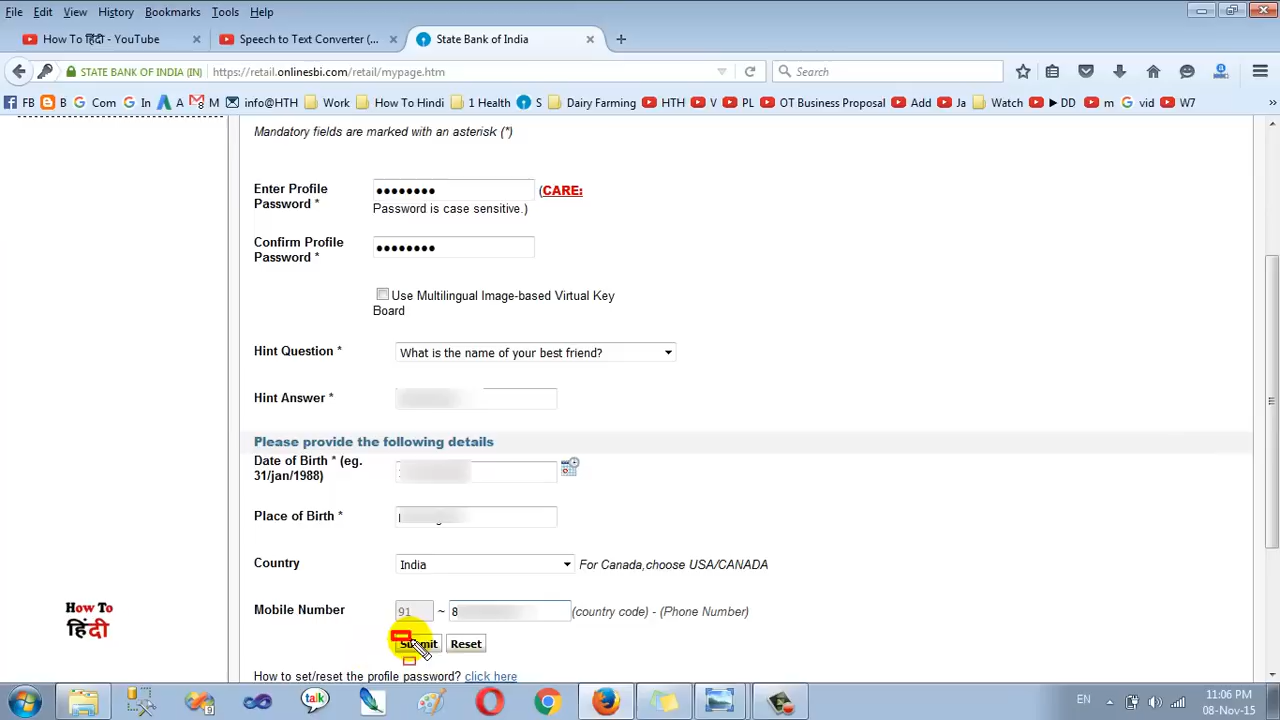 File Edit View History Bookmarks Tools Help
How To हिंदी - YouTube × Speech to Text Converter (... × State Bank of India × +
STATE BANK OF INDIA (IN) https://retail.onlinesbi.com/retail/mypage.htm Search
FB B Com In A M info@HTH Work How To Hindi 1 Health S Dairy Farming HTH V PL OT Business Proposal Add Ja Watch DD m vid W7 »
Mandatory fields are marked with an asterisk (*)
Enter Profile Password * (CARE:
Password is case sensitive.)
Confirm Profile
Password *
Use Multilingual Image-based Virtual Key
Board
Hint Question * What is the name of your best friend?
Hint Answer *
Please provide the following details
Date of Birth * (eg.
31/jan/1988)
Place of Birth *
Country India For Canada,choose USA/CANADA
Mobile Number 91 ~ 8 (country code) - (Phone Number)
How To
हिंदी
Submit Reset
How to set/reset the profile password? click here
talk
EN 11:06 PM
08-Nov-15